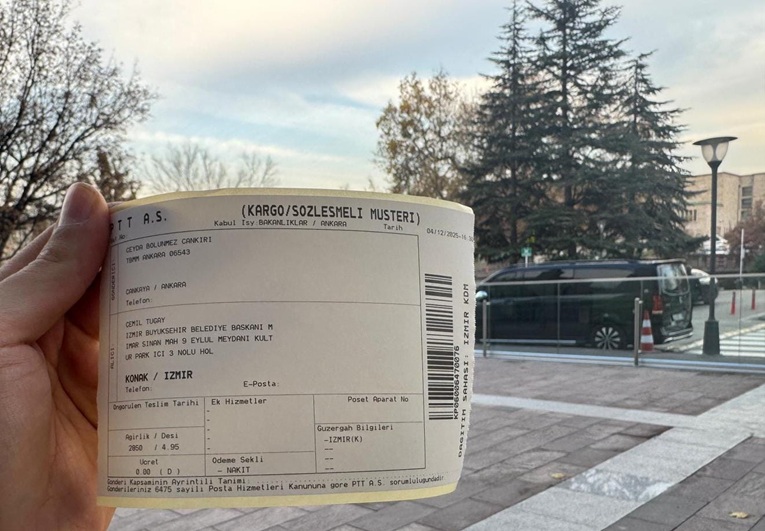 PTT A.S. (KARGO/SOZLESMELI MUSTERI)
Kabul Isy:BAKANLIKLAR / ANKARA Tarih 04/12/2025-16:
CEYDA BOLUNMEZ CANKIRI
TBMM ANKARA 06543
CANKAYA / ANKARA
Telefon:
ALICI
CEMIL TUGAY
IZMIR BUYUKSEHIR BELEDIYE BASKANI M
IMAR SINAN MAH 9 EYLUL MEYDANI KULT
UR PARK ICI 3 NOLU HOL
KONAK / IZMIR
Telefon: E-Posta:
Ongorulen Teslim Tarihi
Ek Hizmetler
Poset Aparat No
Agirlik / Desi
2050 / 4.95
Guzergah Bilgileri
-IZMIR(K)
--
--
Ucret
0.00 ( D )
Odeme Sekli
- NAKIT
Gonderi Kapsaminin Ayrintili Tanimi:
Gonderileriniz 6475 sayili Posta Hizmetleri Kanununa gore PTT A.S. sorumlulugundadir.
DAGITIM SAHASI: IZMIR KDM